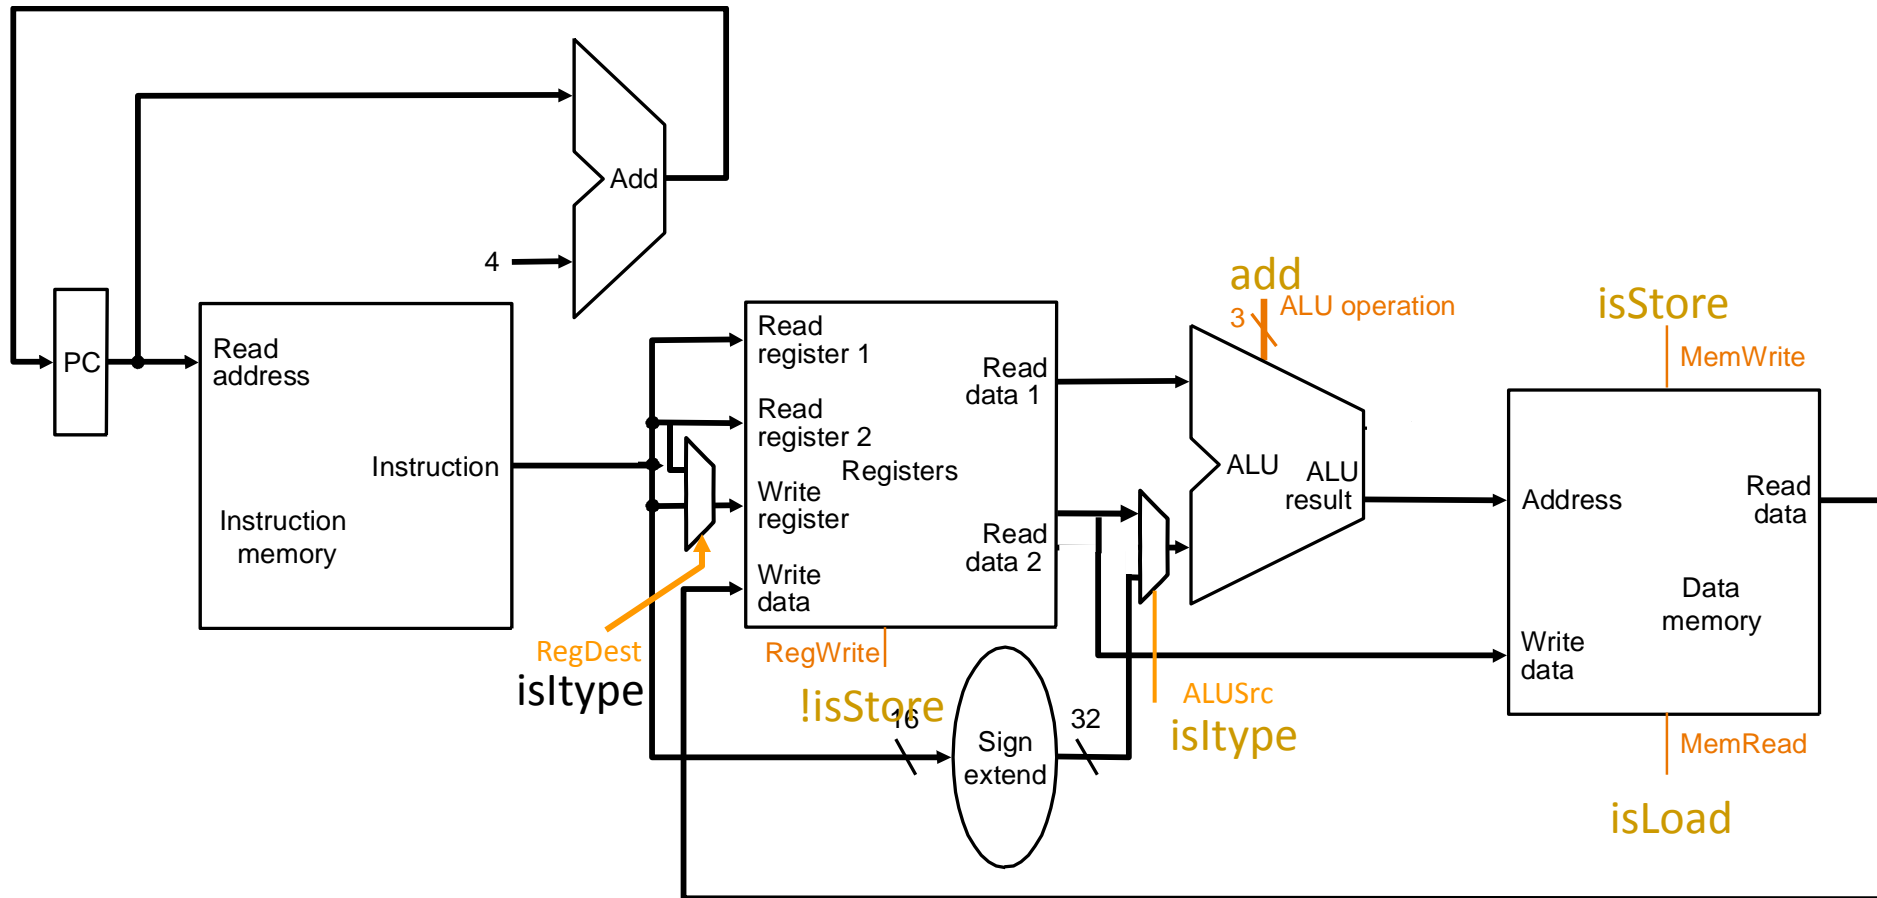 Add
4
add
3
ALU operation
isStore
MemWrite
PC
Read
address
Instruction
Instruction
memory
Read
register 1
Read
register 2
Registers
Write
register
Write
data
Read
data 1
Read
data 2
ALU
ALU
result
Address
Read
data
Data
memory
Write
data
RegDest
isItype
RegWrite
!isStore
16
Sign
extend
32
ALUSrc
isItype
MemRead
isLoad